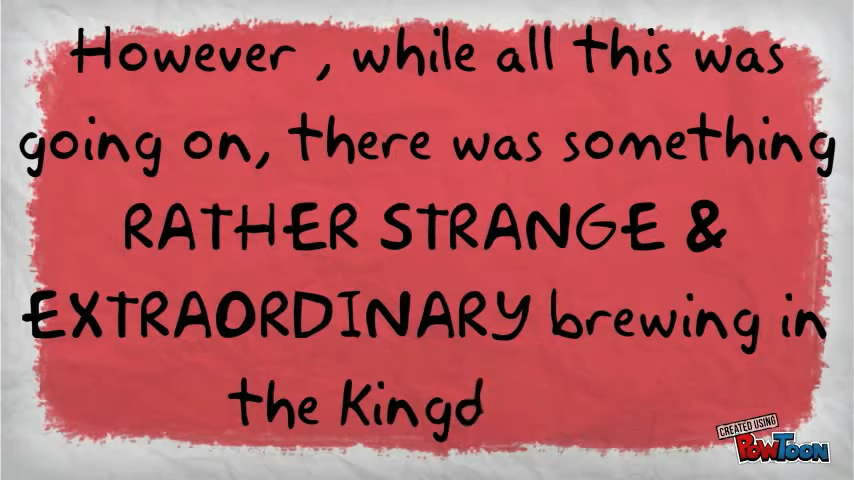 However , while all this was
going on, there was something
RATHER STRANGE &
EXTRAORDINARY brewing in
the Kingd
CREATED USING
POWTOON